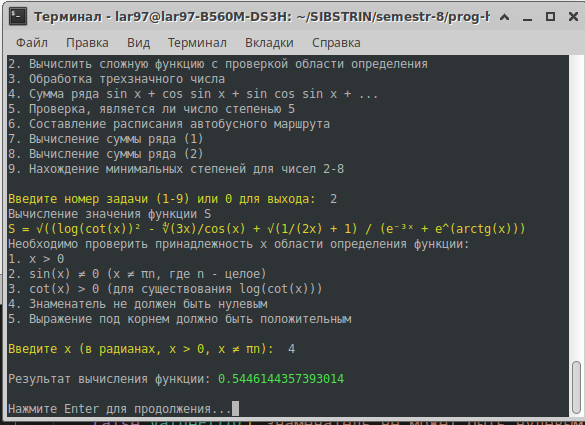 Терминал - lar97@lar97-B560M-DS3H: ~/SIBSTRIN/semestr-8/prog-h
Файл Правка Вид Терминал Вкладки Справка
2. Вычислить сложную функцию с проверкой области определения
3. Обработка трехзначного числа
4. Сумма ряда sin x + cos sin x + sin cos sin x + ...
5. Проверка, является ли число степенью 5
6. Составление расписания автобусного маршрута
7. Вычисление суммы ряда (1)
8. Вычисление суммы ряда (2)
9. Нахождение минимальных степеней для чисел 2-8
Введите номер задачи (1-9) или 0 для выхода: 2
Вычисление значения функции S
S = √((log(cot(x))² - ∜(3x)/cos(x) + √(1/(2x) + 1) / (e⁻³ˣ + e^(arctg(x)))
Необходимо проверить принадлежность x области определения функции:
1. x > 0
2. sin(x) ≠ 0 (x ≠ πn, где n - целое)
3. cot(x) > 0 (для существования log(cot(x)))
4. Знаменатель не должен быть нулевым
5. Выражение под корнем должно быть положительным
Введите x (в радианах, x > 0, x ≠ πn): 4
Результат вычисления функции: 0.5446144357393014
Нажмите Enter для продолжения...